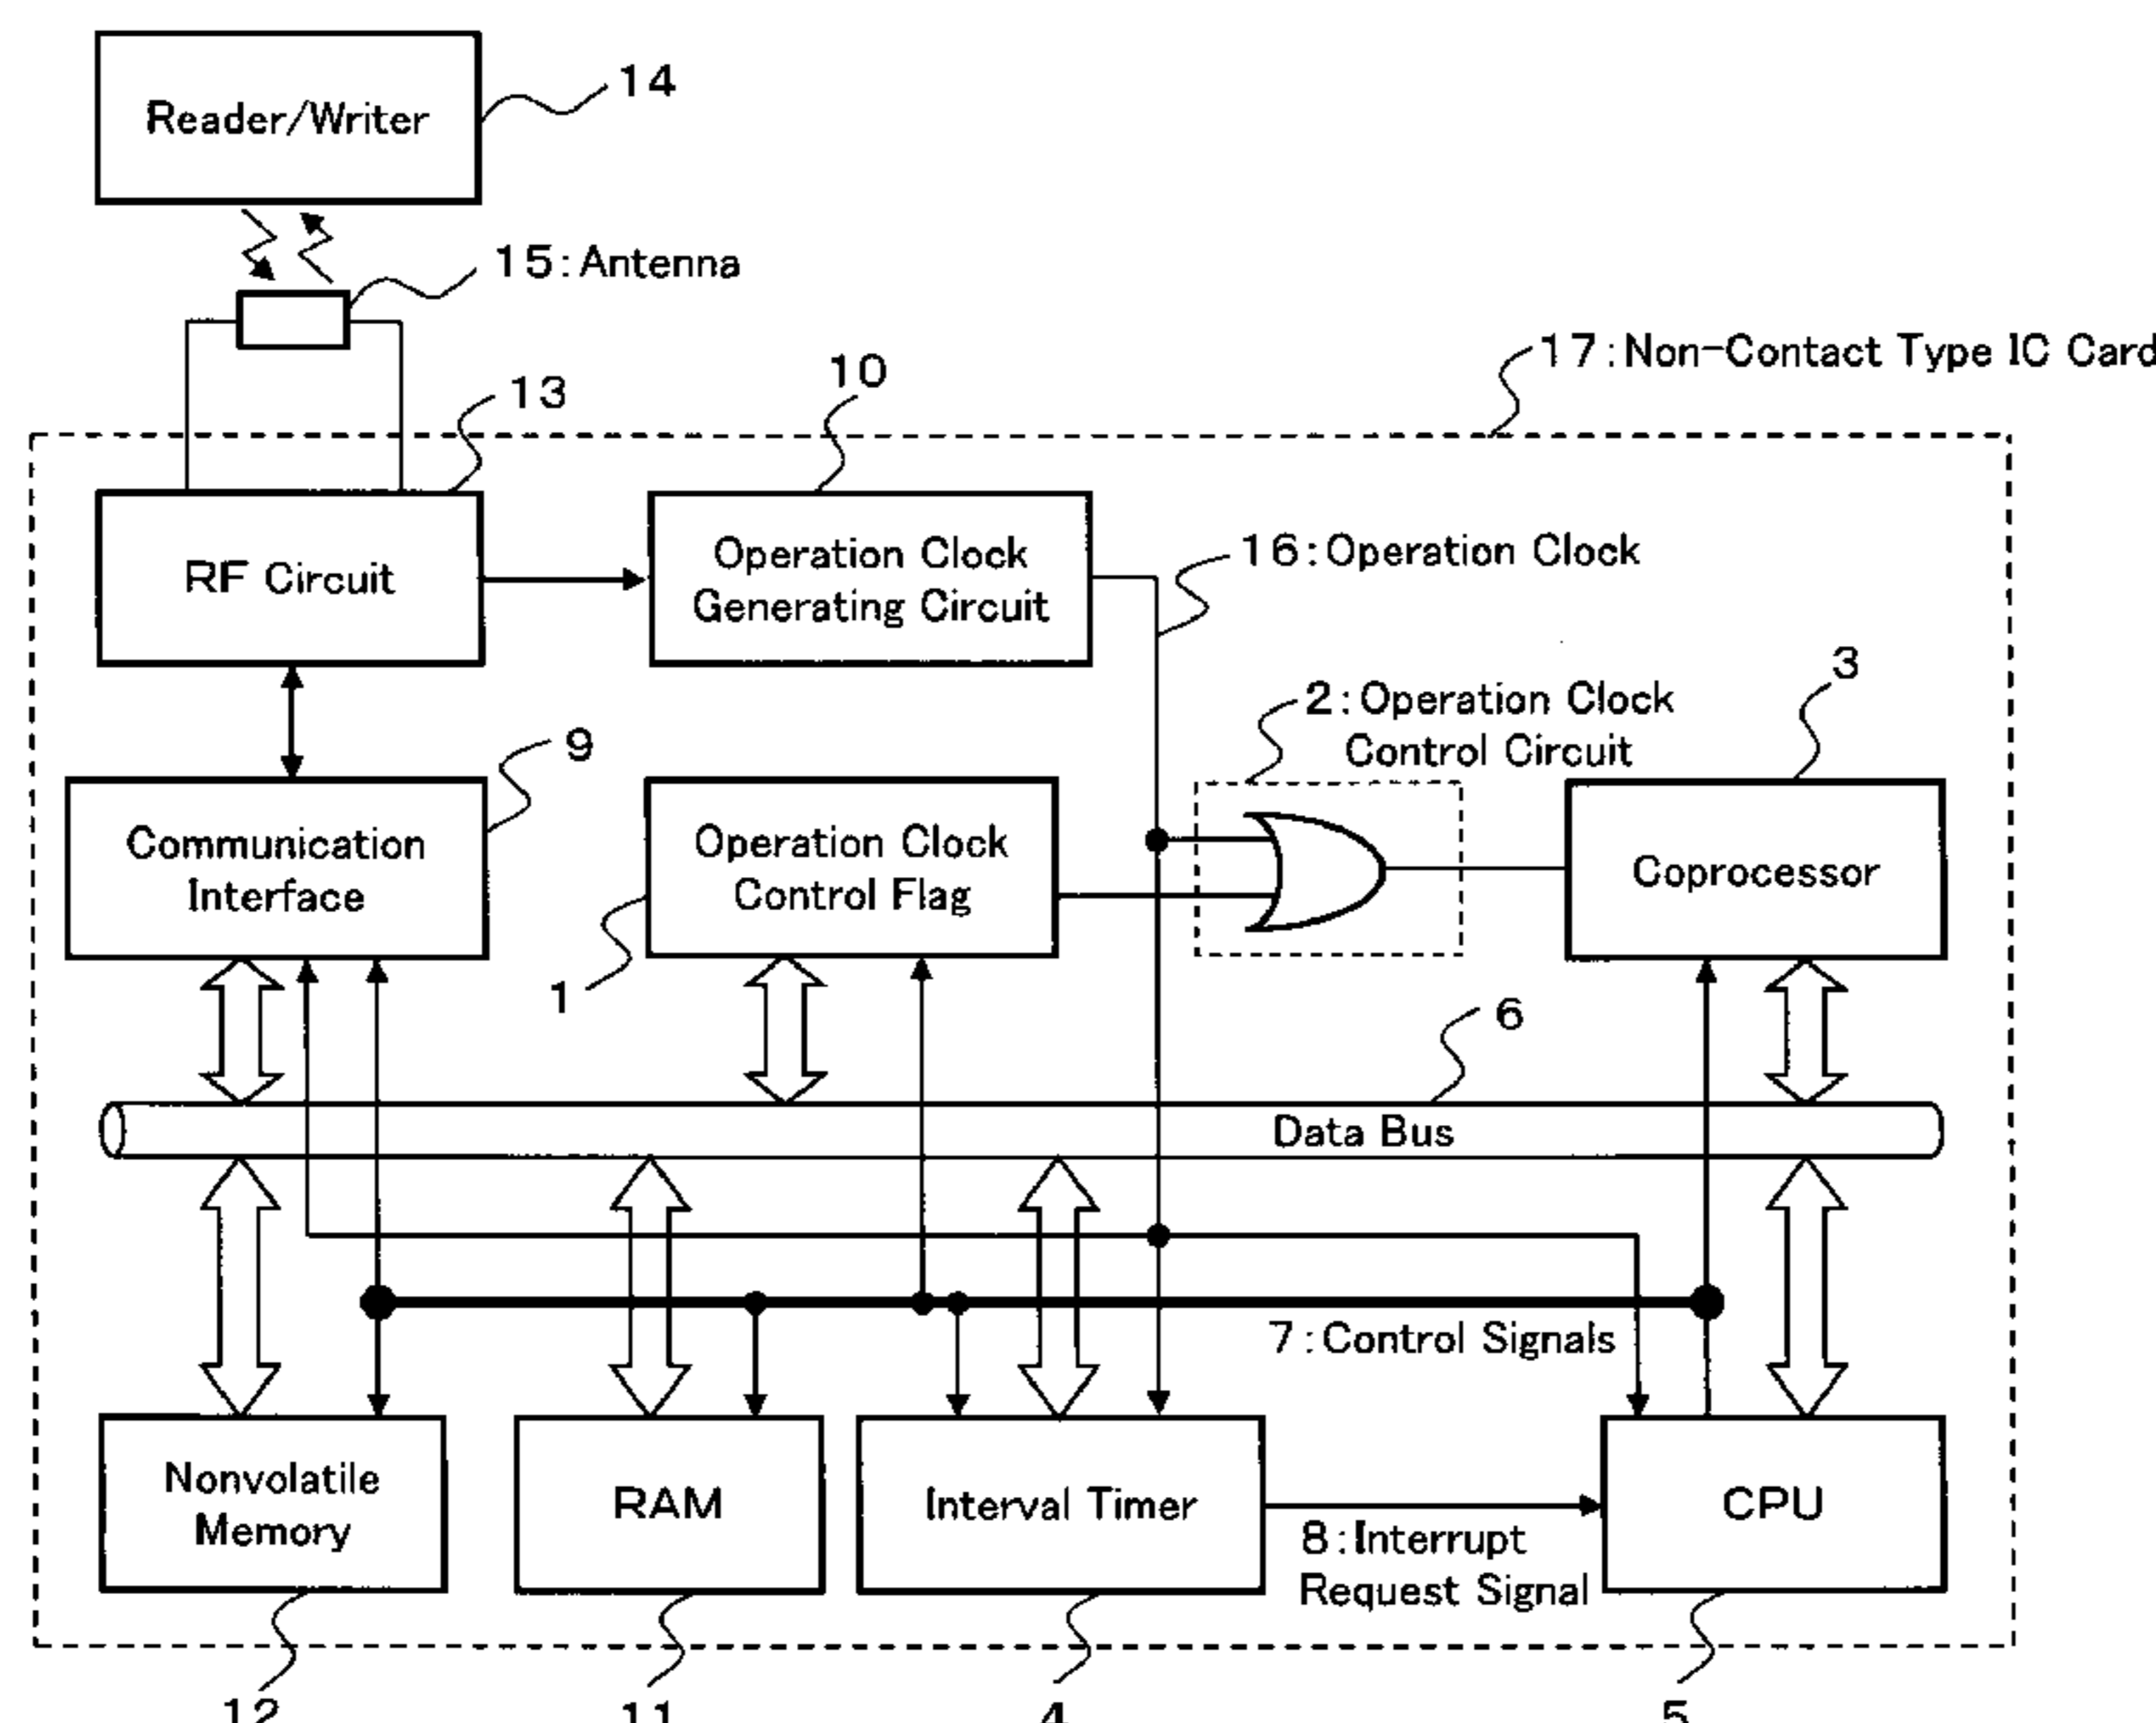 Reader/Writer
14
15:Antenna
17:Non-Contact Type IC Card
13
10
RF Circuit
Operation Clock
Generating Circuit
16:Operation Clock
3
2:Operation Clock
Control Circuit
9
Communication
Interface
Operation Clock
Control Flag
Coprocessor
1
6
Data Bus
7:Control Signals
Nonvolatile
Memory
RAM
Interval Timer
CPU
8:Interrupt
Request Signal
12
11
4
5